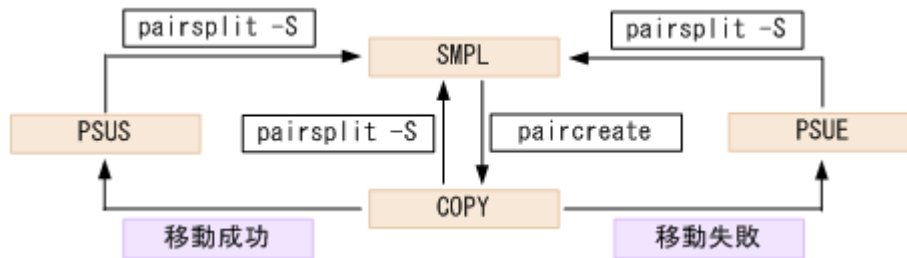 pairsplit -S
pairsplit -S
SMPL
PSUS
pairsplit -S
paircreate
PSUE
COPY
移動成功
移動失敗